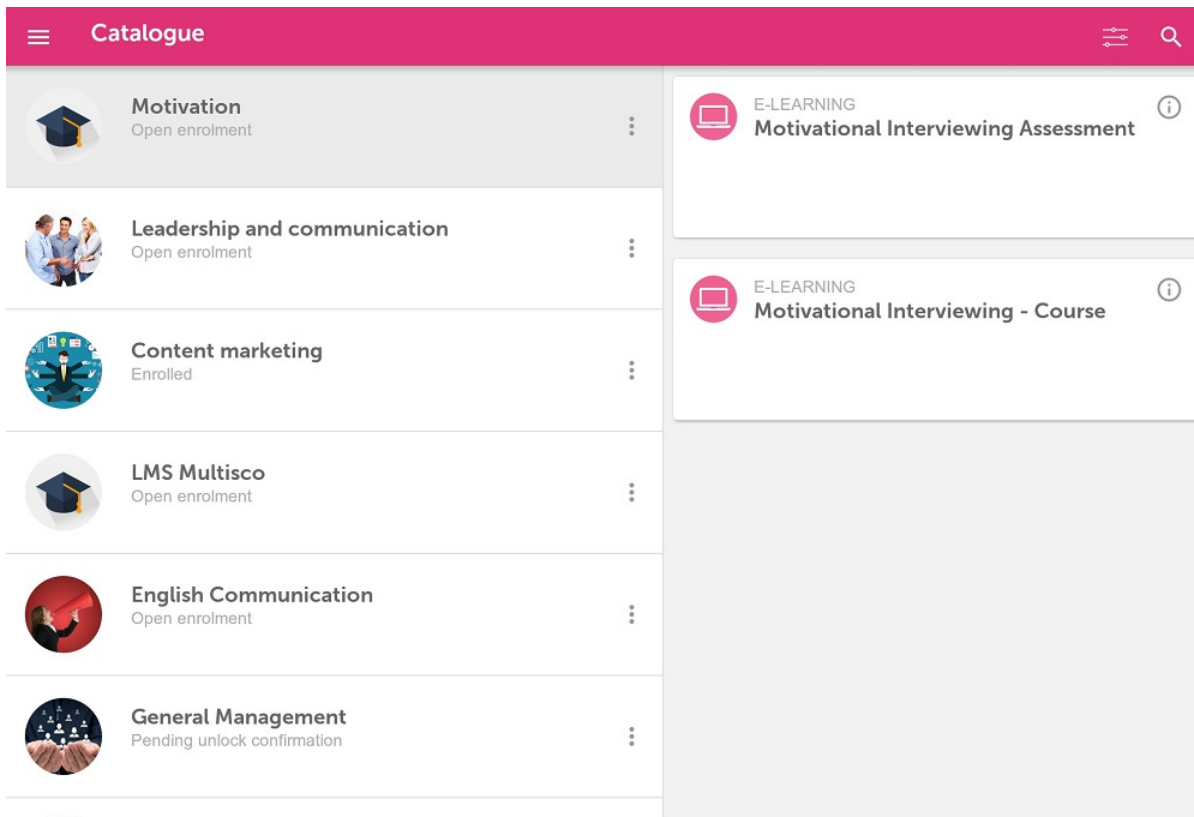 Catalogue
Motivation
Open enrolment
Leadership and communication
Open enrolment
Content marketing
Enrolled
LMS Multisco
Open enrolment
English Communication
Open enrolment
General Management
Pending unlock confirmation
E-LEARNING
Motivational Interviewing Assessment
E-LEARNING
Motivational Interviewing - Course